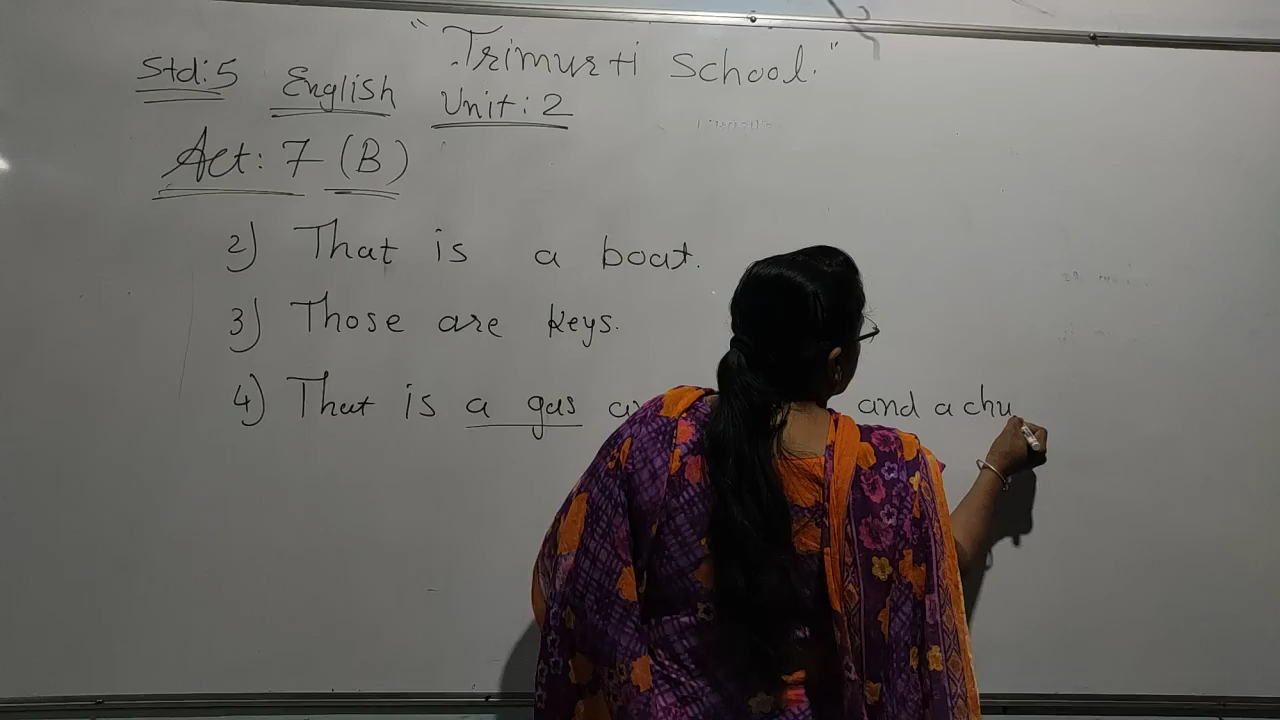 "Trimurti School."
Std:5 English Unit:2
Act: 7 (B)
2) That is a boat.
3) Those are keys.
4) That is a gas and a chu